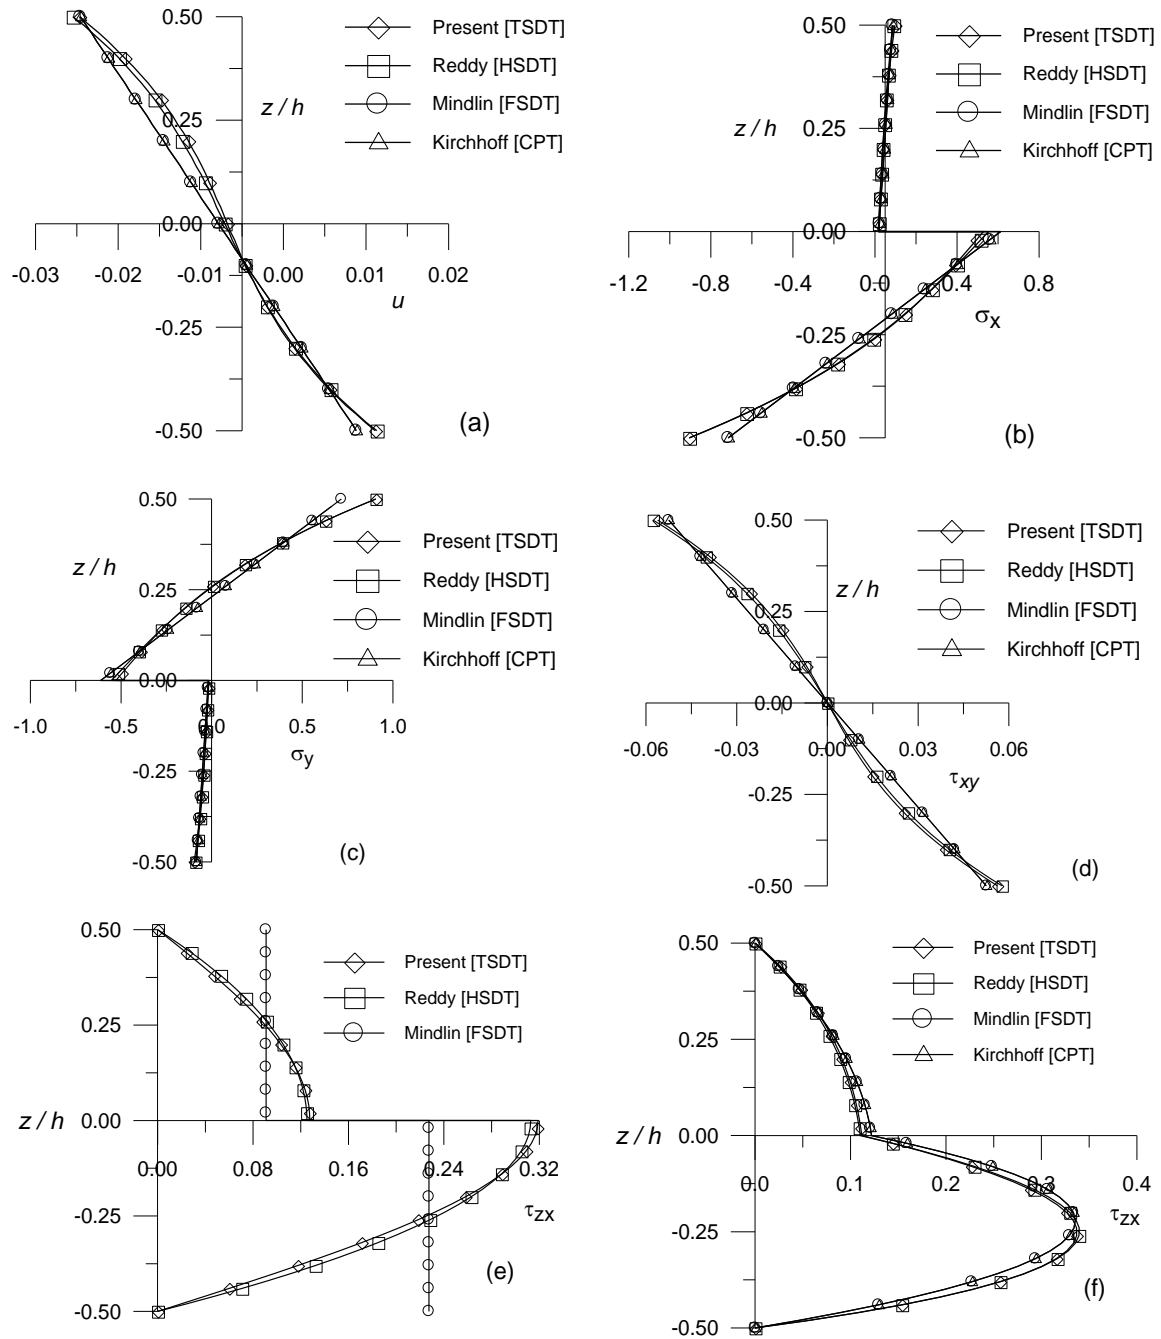 0.50
0.25
0.00
-0.25
-0.50
-0.03
-0.02
-0.01
0.00
0.01
0.02
z / h
u
Present [TSDT]
Reddy [HSDT]
Mindlin [FSDT]
Kirchhoff [CPT]
(a)
0.50
0.25
0.00
-0.25
-0.50
-1.2
-0.8
-0.4
0.0
0.4
0.8
z / h
σx
Present [TSDT]
Reddy [HSDT]
Mindlin [FSDT]
Kirchhoff [CPT]
(b)
0.50
0.25
0.00
-0.25
-0.50
-1.0
-0.5
0.0
0.5
1.0
z / h
σy
Present [TSDT]
Reddy [HSDT]
Mindlin [FSDT]
Kirchhoff [CPT]
(c)
0.50
0.25
0.00
-0.25
-0.50
-0.06
-0.03
0.00
0.03
0.06
z / h
τxy
Present [TSDT]
Reddy [HSDT]
Mindlin [FSDT]
Kirchhoff [CPT]
(d)
0.50
0.25
0.00
-0.25
-0.50
0.00
0.08
0.16
0.24
0.32
z / h
τzx
Present [TSDT]
Reddy [HSDT]
Mindlin [FSDT]
(e)
0.50
0.25
0.00
-0.25
-0.50
0.0
0.1
0.2
0.3
0.4
z / h
τzx
Present [TSDT]
Reddy [HSDT]
Mindlin [FSDT]
Kirchhoff [CPT]
(f)